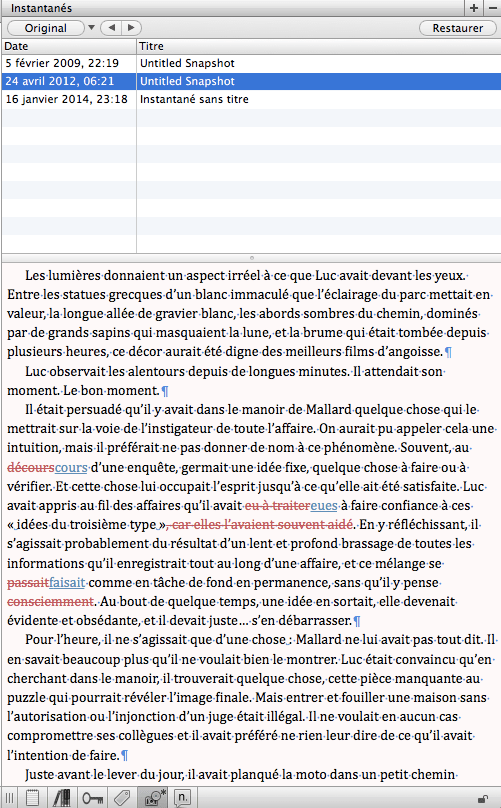 Instantanés
Original
Restaurer
Date Titre
5 février 2009, 22:19 Untitled Snapshot
24 avril 2012, 06:21 Untitled Snapshot
16 janvier 2014, 23:18 Instantané sans titre
Les lumières donnaient un aspect irréel à ce que Luc avait devant les yeux.
Entre les statues grecques d'un blanc immaculé que l'éclairage du parc mettait en
valeur, la longue allée de gravier blanc, les abords sombres du chemin, dominés
par de grands sapins qui masquaient la lune, et la brume qui était tombée depuis
plusieurs heures, ce décor aurait été digne des meilleurs films d'angoisse.¶
Luc observait les alentours depuis de longues minutes. Il attendait son
moment. Le bon moment.¶
Il était persuadé qu'il y avait dans le manoir de Mallard quelque chose qui le
mettrait sur la voie de l'instigateur de toute l'affaire. On aurait pu appeler cela une
intuition, mais il préférait ne pas donner de nom à ce phénomène. Souvent, au
décourscours d'une enquête, germait une idée fixe, quelque chose à faire ou à
vérifier. Et cette chose lui occupait l'esprit jusqu'à ce qu'elle ait été satisfaite. Luc
avait appris au fil des affaires qu'il avait eu à traitereues à faire confiance à ces
« idées du troisième type », car elles l'avaient souvent aidé. En y réfléchissant, il
s'agissait probablement du résultat d'un lent et profond brassage de toutes les
informations qu'il enregistrait tout au long d'une affaire, et ce mélange se
passaitfaisait comme en tâche de fond en permanence, sans qu'il y pense
consciemment. Au bout de quelque temps, une idée en sortait, elle devenait
évidente et obsédante, et il devait juste… s'en débarrasser.¶
Pour l'heure, il ne s'agissait que d'une chose : Mallard ne lui avait pas tout dit. Il
en savait beaucoup plus qu'il ne voulait bien le montrer. Luc était convaincu qu'en
cherchant dans le manoir, il trouverait quelque chose, cette pièce manquante au
puzzle qui pourrait révéler l'image finale. Mais entrer et fouiller une maison sans
l'autorisation ou l'injonction d'un juge était illégal. Il ne voulait en aucun cas
compromettre ses collègues et il avait préféré ne rien leur dire de ce qu'il avait
l'intention de faire.¶
Juste avant le lever du jour, il avait planqué la moto dans un petit chemin
n.